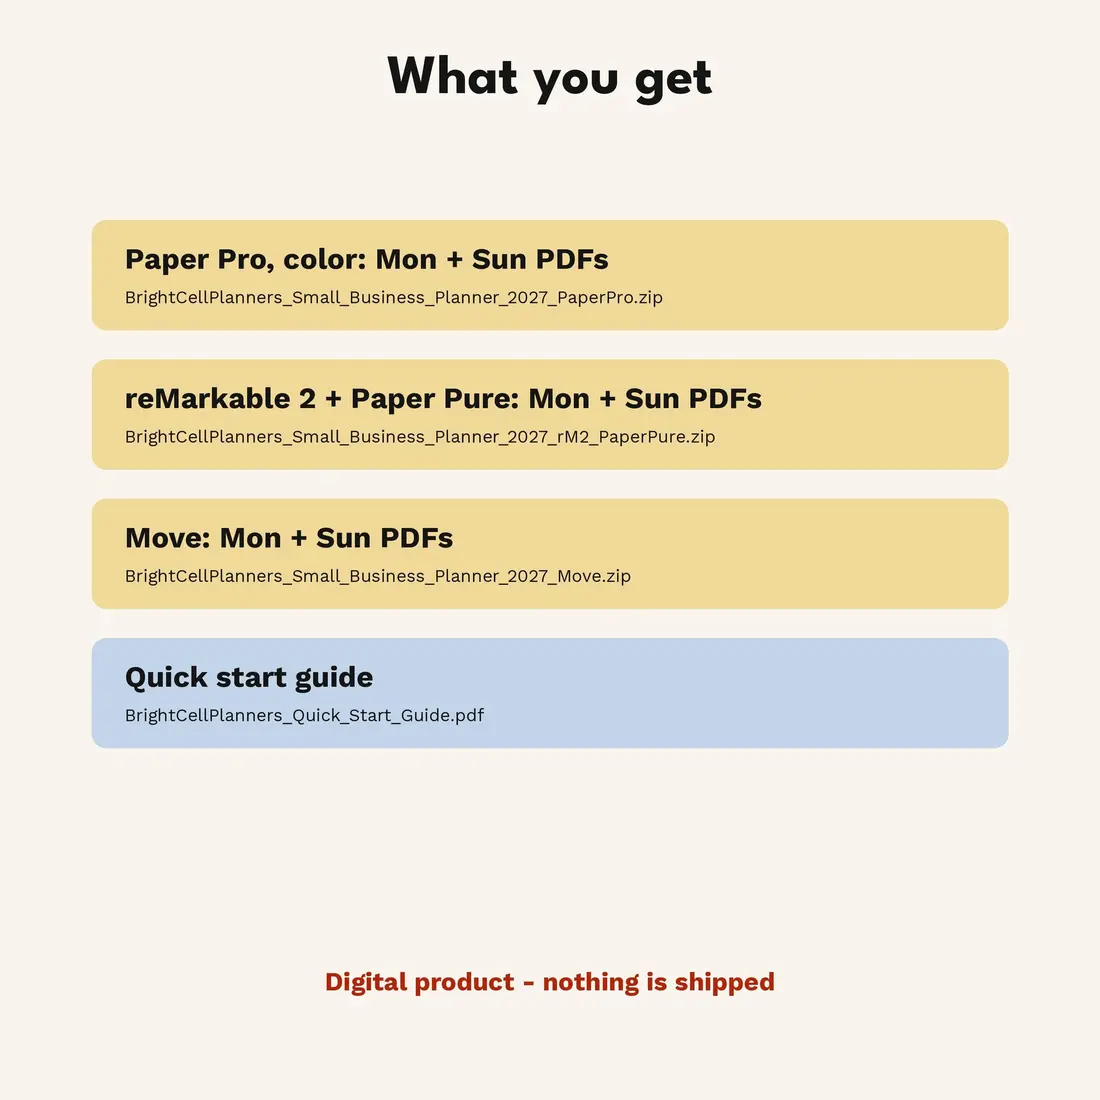 What you get
Paper Pro, color: Mon + Sun PDFs
BrightCellPlanners_Small_Business_Planner_2027_PaperPro.zip
reMarkable 2 + Paper Pure: Mon + Sun PDFs
BrightCellPlanners_Small_Business_Planner_2027_rM2_PaperPure.zip
Move: Mon + Sun PDFs
BrightCellPlanners_Small_Business_Planner_2027_Move.zip
Quick start guide
BrightCellPlanners_Quick_Start_Guide.pdf
Digital product - nothing is shipped